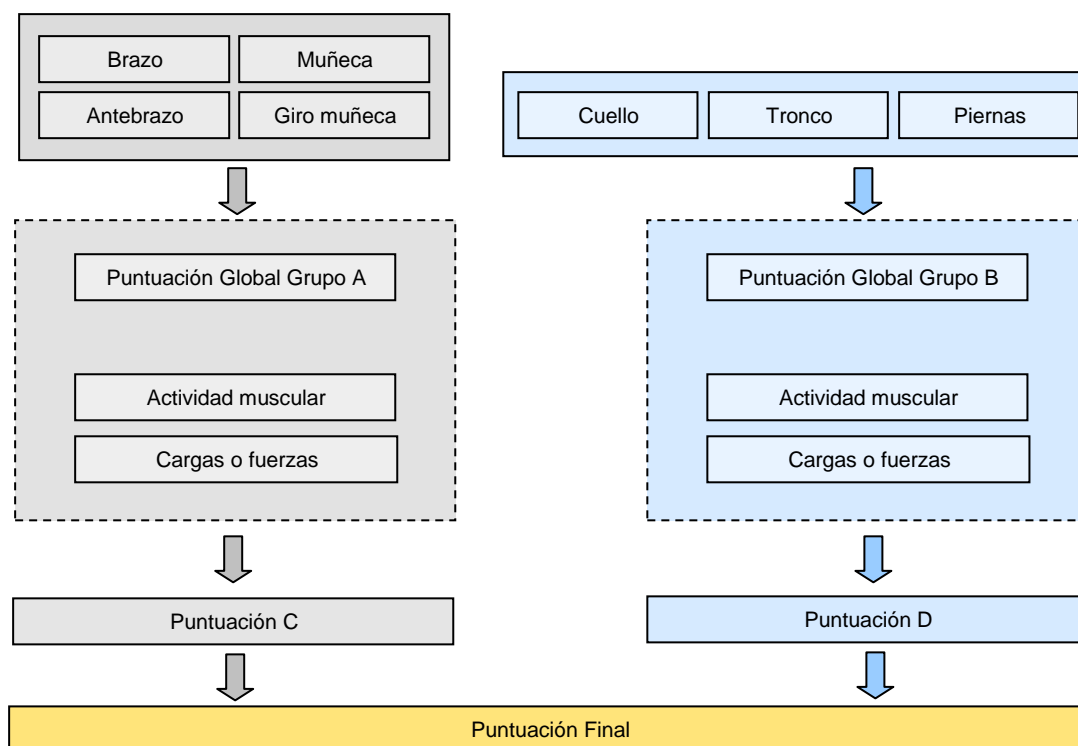 Brazo
Muñeca
Antebrazo
Giro muñeca
Cuello
Tronco
Piernas
Puntuación Global Grupo A
Actividad muscular
Cargas o fuerzas
Puntuación Global Grupo B
Actividad muscular
Cargas o fuerzas
Puntuación C
Puntuación D
Puntuación Final